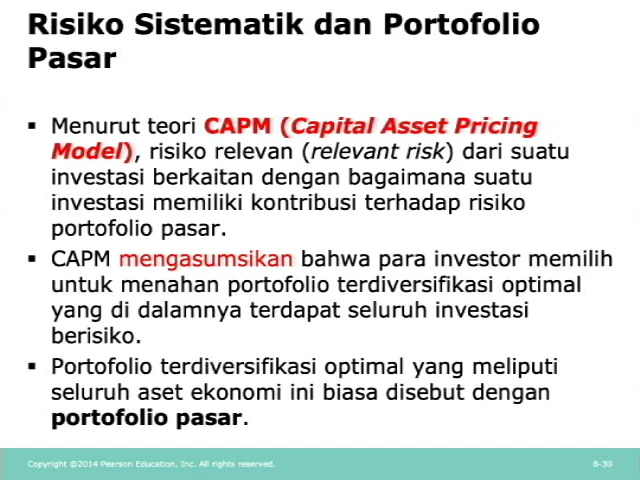 Risiko Sistematik dan Portofolio
Pasar
▪ Menurut teori CAPM (Capital Asset Pricing
Model), risiko relevan (relevant risk) dari suatu
investasi berkaitan dengan bagaimana suatu
investasi memiliki kontribusi terhadap risiko
portofolio pasar.
▪ CAPM mengasumsikan bahwa para investor memilih
untuk menahan portofolio terdiversifikasi optimal
yang di dalamnya terdapat seluruh investasi
berisiko.
▪ Portofolio terdiversifikasi optimal yang meliputi
seluruh aset ekonomi ini biasa disebut dengan
portofolio pasar.
Copyright ©2014 Pearson Education, Inc. All rights reserved.
8-30